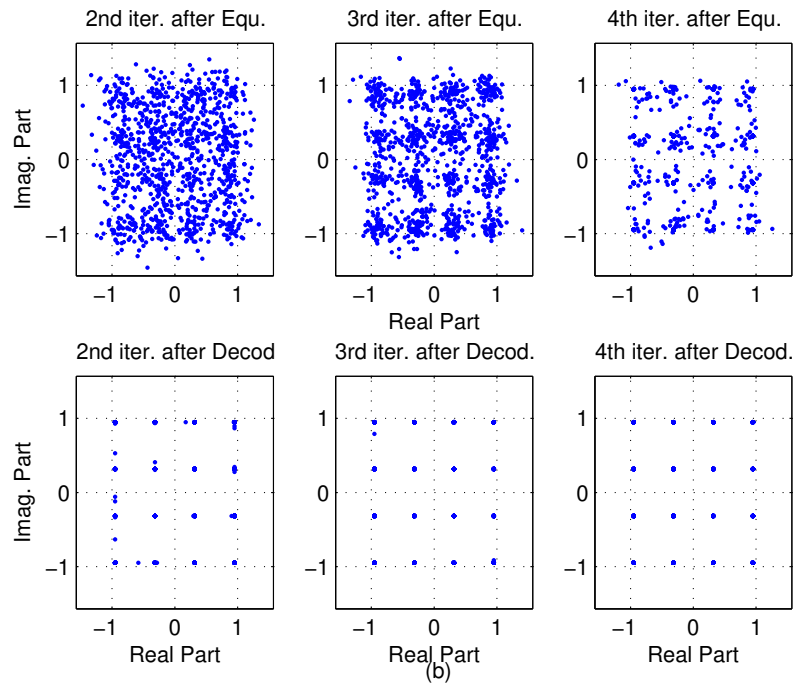 2nd iter. after Equ.
3rd iter. after Equ.
4th iter. after Equ.
Imag. Part
1
0
−1
−1 0 1
−1 0 1
−1 0 1
1
0
−1
1
0
−1
Real Part
2nd iter. after Decod
3rd iter. after Decod.
4th iter. after Decod.
Imag. Part
1
0
−1
−1 0 1
1
0
−1
−1 0 1
1
0
−1
−1 0 1
Real Part
Real Part
Real Part
(b)